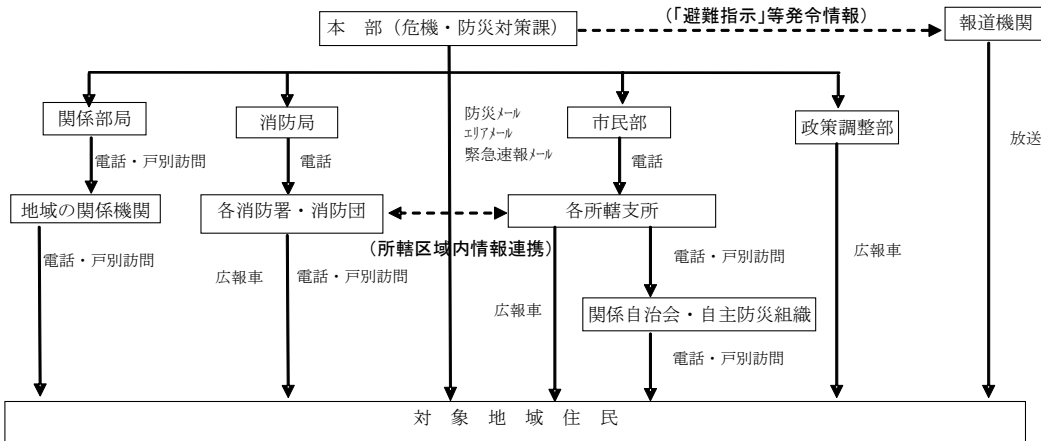 本　部（危機・防災対策課）
（「避難指示」等発令情報）
報道機関
関係部局
消防局
防災ﾒｰﾙ
ｴﾘｱﾒｰﾙ
緊急速報ﾒｰﾙ
市民部
政策調整部
放送
電話・戸別訪問
電話
電話
地域の関係機関
各消防署・消防団
各所轄支所
（所轄区域内情報連携）
電話・戸別訪問
広報車
電話・戸別訪問
広報車
電話・戸別訪問
広報車
関係自治会・自主防災組織
電話・戸別訪問
対　象　地　域　住　民